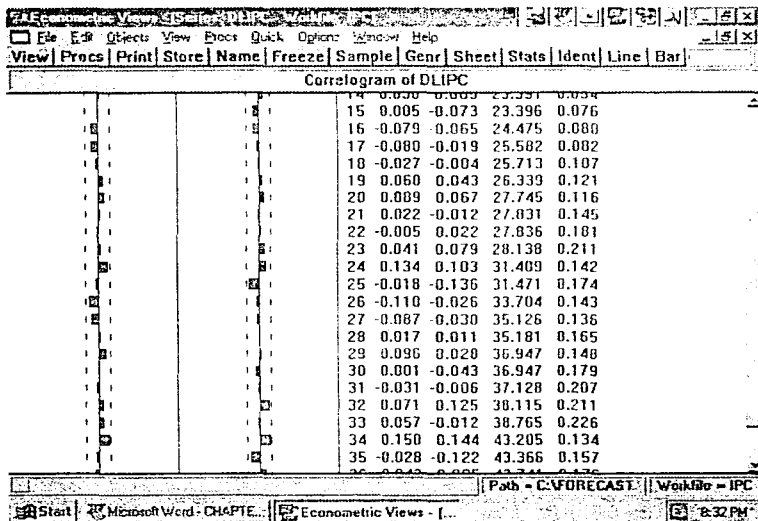 Econometric Views - [Series: DLIPC Workfile: IPC]
File Edit Objects View Procs Quick Options Window Help
View Procs Print Store Name Freeze Sample Genr Sheet Stats Ident Line Bar
Correlogram of DLIPC
15 0.005 -0.073 23.396 0.076
16 -0.079 -0.065 24.475 0.080
17 -0.080 -0.019 25.582 0.082
18 -0.027 -0.004 25.713 0.107
19 0.060 0.043 26.339 0.121
20 0.089 0.067 27.745 0.116
21 0.022 -0.012 27.831 0.145
22 -0.005 0.022 27.836 0.181
23 0.041 0.079 28.138 0.211
24 0.134 0.103 31.409 0.142
25 -0.018 -0.136 31.471 0.174
26 -0.110 -0.026 33.704 0.143
27 -0.087 -0.030 35.126 0.136
28 0.017 0.011 35.181 0.165
29 0.096 0.020 36.947 0.148
30 0.001 -0.043 36.947 0.179
31 -0.031 -0.006 37.128 0.207
32 0.071 0.125 38.115 0.211
33 0.057 -0.012 38.765 0.226
34 0.150 0.144 43.205 0.134
35 -0.028 -0.122 43.366 0.157
Path = C:\FORECAST Workfile = IPC
Start Microsoft Word - CHAPTE... Econometric Views - [... 8:32 PM